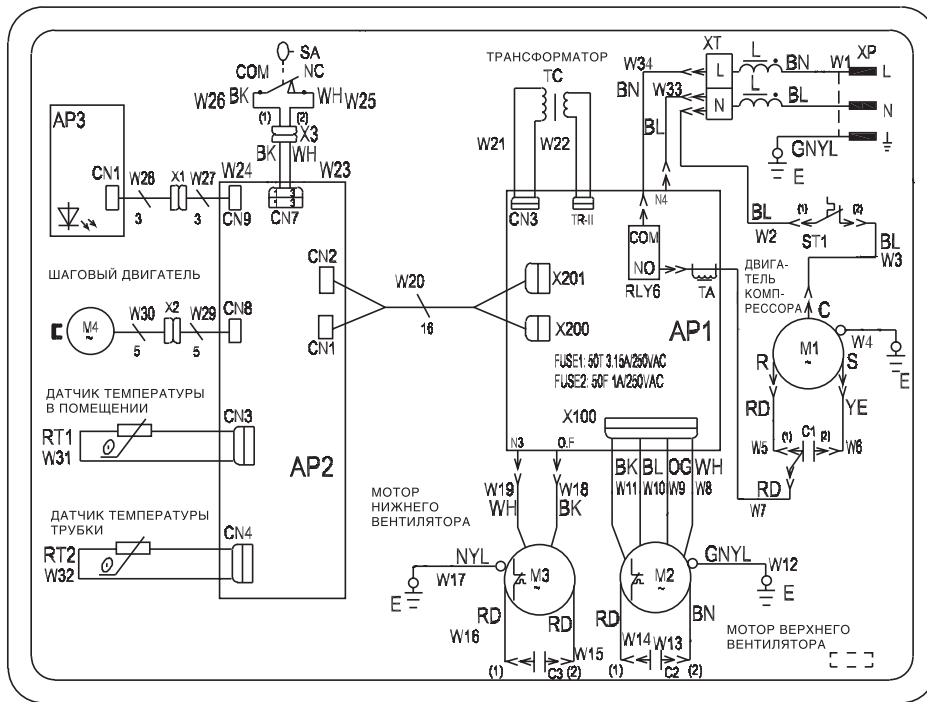 SA
COM NC
W26 BK WH W25
(1) (2)
X3
BK WH
W24 W23
AP3
CN1 W28 X1 W27 CN9
3 3
1 3
1 3
CN7
ТРАНСФОРМАТОР
TC
W21 W22
CN3 TR-II
W34
BN
W33
BL
XT
L
N
L BN W1 XP L
L BL N
GNYL
E
N4
COM
NO
RLY6
TA
BL
W2
(1) (2)
ST1
BL
W3
ДВИГА-
ТЕЛЬ
КОМП-
РЕССОРА
C
M1
~
R S
W4
E
RD YE
W5 (1) C1 (2) W6
RD
W7
ШАГОВЫЙ ДВИГАТЕЛЬ
M4
~
W30 X2 W29 CN8
5 5
CN2
CN1
W20
16
X201
X200
AP1
FUSE1: 50T 3.15A/250VAC
FUSE2: 50F 1A/250VAC
X100
N3 O.F
ДАТЧИК ТЕМПЕРАТУРЫ
В ПОМЕЩЕНИИ
RT1
W31
CN3
AP2
ДАТЧИК ТЕМПЕРАТУРЫ
ТРУБКИ
RT2
W32
CN4
МОТОР
НИЖНЕГО
ВЕНТИЛЯТОРА
W19 W18
WH BK
BK BL OG WH
W11 W10 W9 W8
NYL
W17
E
M3
~
RD RD
W16 W15
(1) C3 (2)
M2
~
GNYL
W12
E
RD BN
W14 W13
(1) C2 (2)
МОТОР ВЕРХНЕГО
ВЕНТИЛЯТОРА